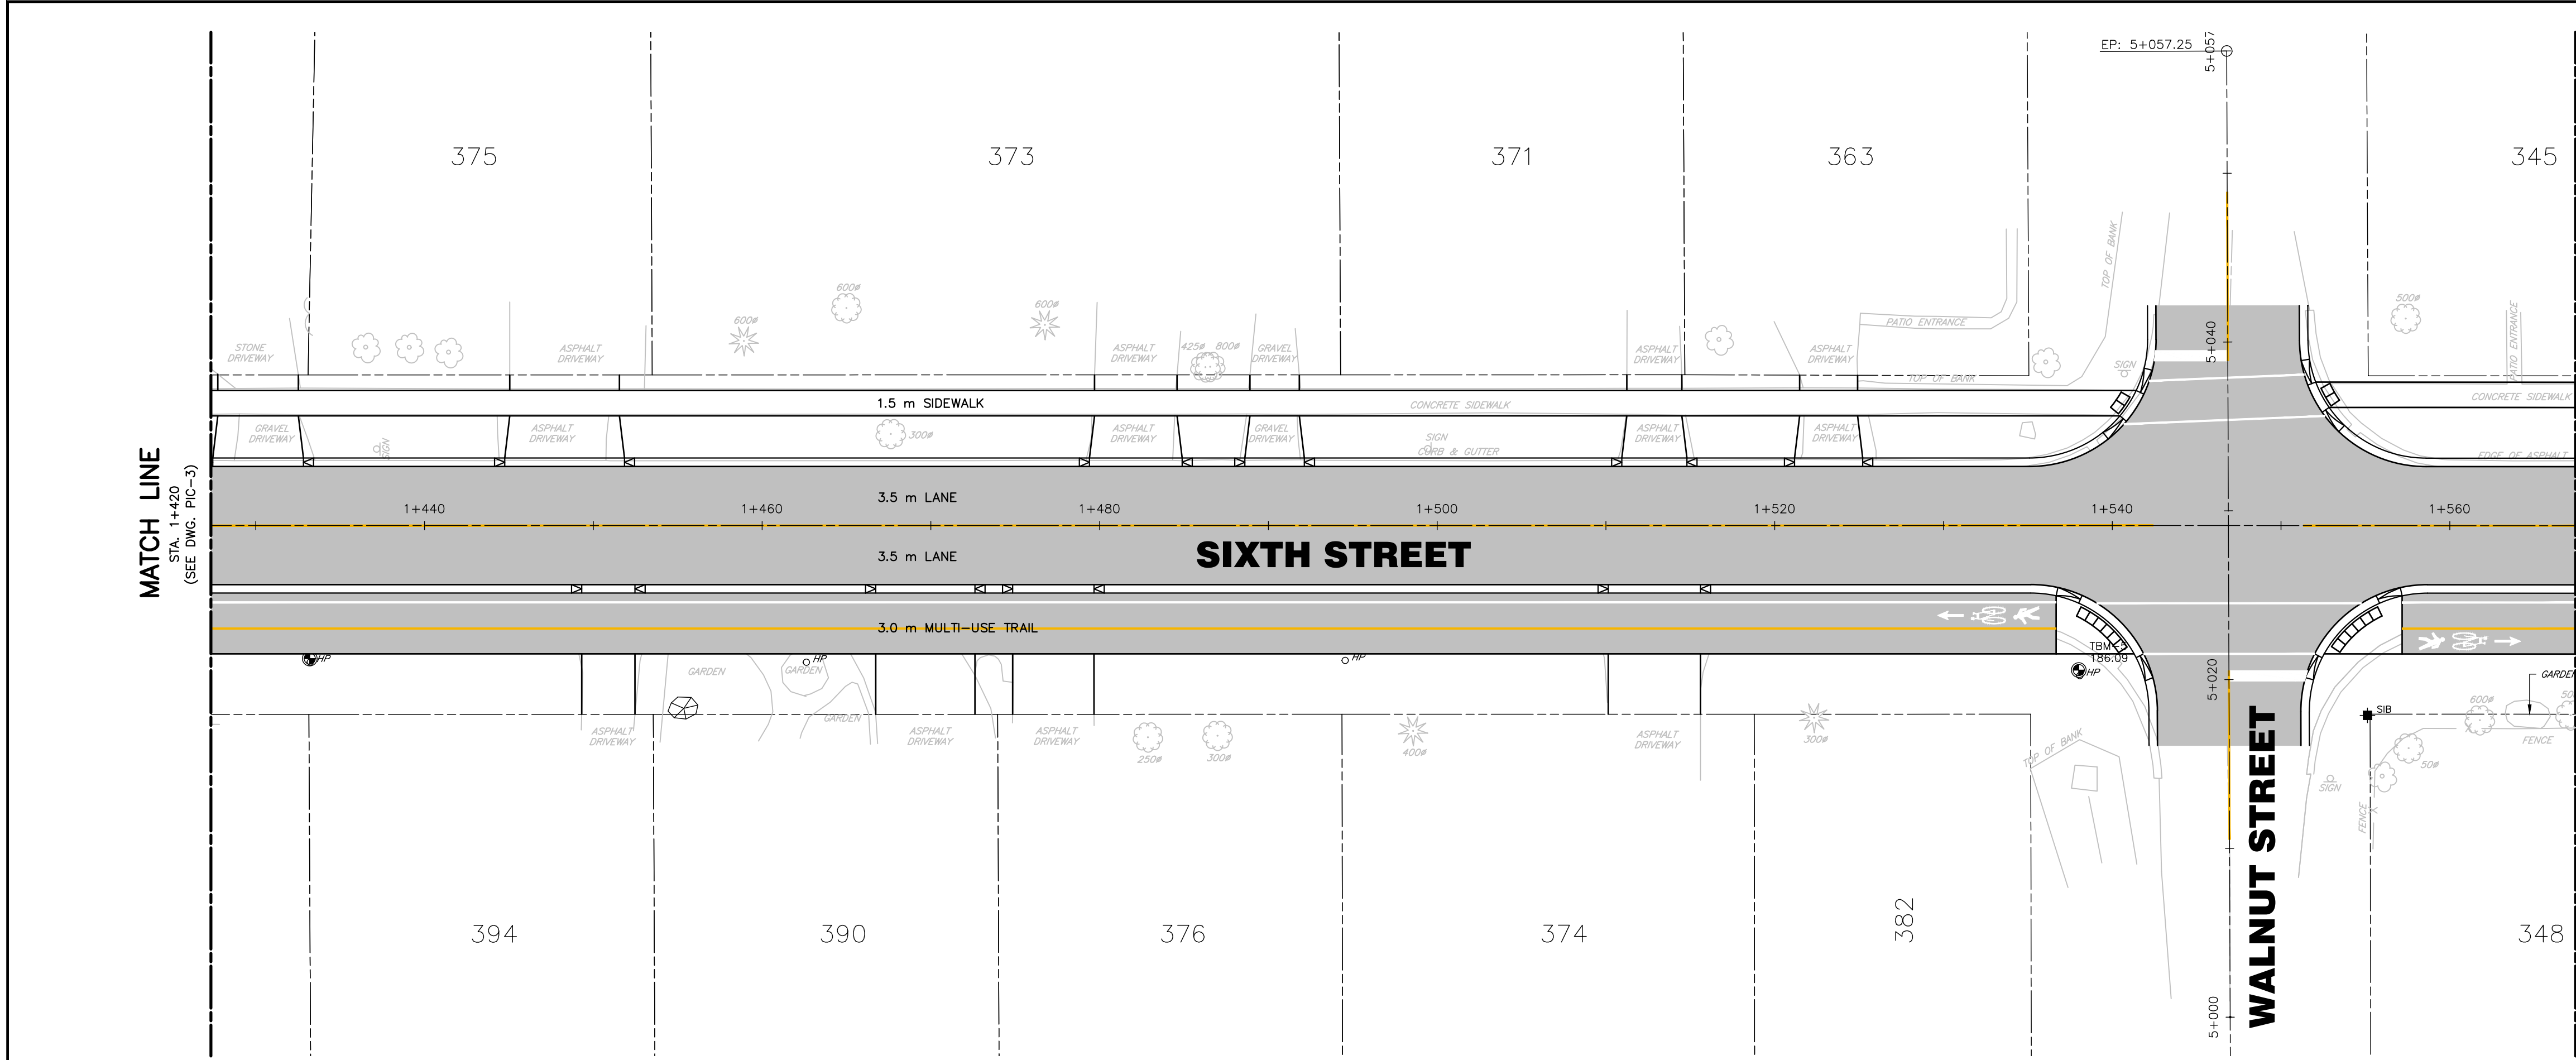 EP: 5+057.25
5+057
375
373
371
363
345
TOP OF BANK
600ø
600ø
600ø
500ø
PATIO ENTRANCE
PATIO ENTRANCE
STONE
DRIVEWAY
ASPHALT
DRIVEWAY
ASPHALT
DRIVEWAY
425ø
800ø
GRAVEL
DRIVEWAY
ASPHALT
DRIVEWAY
ASPHALT
DRIVEWAY
5+040
SIGN
TOP OF BANK
1.5 m SIDEWALK
CONCRETE SIDEWALK
CONCRETE SIDEWALK
GRAVEL
DRIVEWAY
SIGN
ASPHALT
DRIVEWAY
300ø
ASPHALT
DRIVEWAY
GRAVEL
DRIVEWAY
SIGN
CURB & GUTTER
ASPHALT
DRIVEWAY
ASPHALT
DRIVEWAY
EDGE OF ASPHALT
MATCH LINE
STA. 1+420
(SEE DWG. PIC-3)
3.5 m LANE
1+440
1+460
1+480
1+500
1+520
1+540
1+560
3.5 m LANE
SIXTH STREET
3.0 m MULTI-USE TRAIL
HP
HP
HP
TBM-5
186.09
HP
GARDEN
GARDEN
GARDEN
5+020
GARDEN
SIB
600ø
ASPHALT
DRIVEWAY
ASPHALT
DRIVEWAY
ASPHALT
DRIVEWAY
250ø
300ø
400ø
ASPHALT
DRIVEWAY
300ø
TOP OF BANK
FENCE
50ø
SIGN
FENCE
WALNUT STREET
394
390
376
374
382
348
5+000